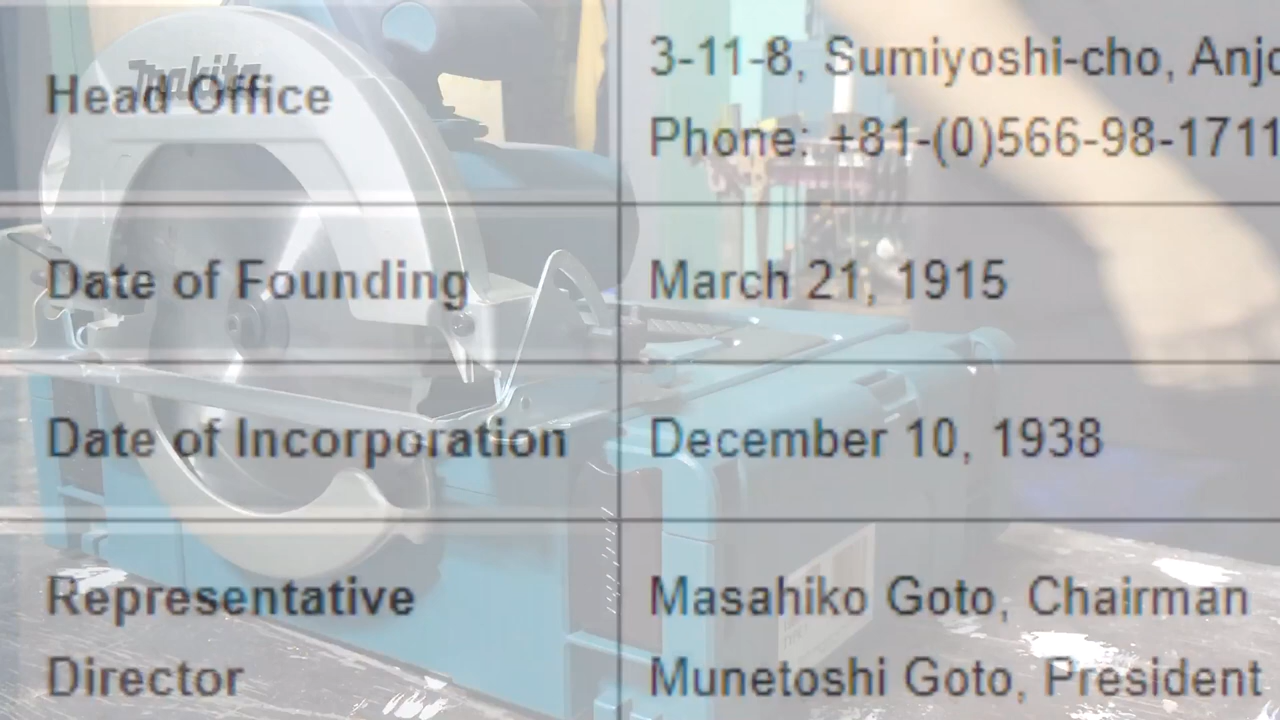 makita
Head Office
3-11-8, Sumiyoshi-cho, Anjo
Phone: +81-(0)566-98-1711
Date of Founding
March 21, 1915
Date of Incorporation
December 10, 1938
Representative
Director
Masahiko Goto, Chairman
Munetoshi Goto, President